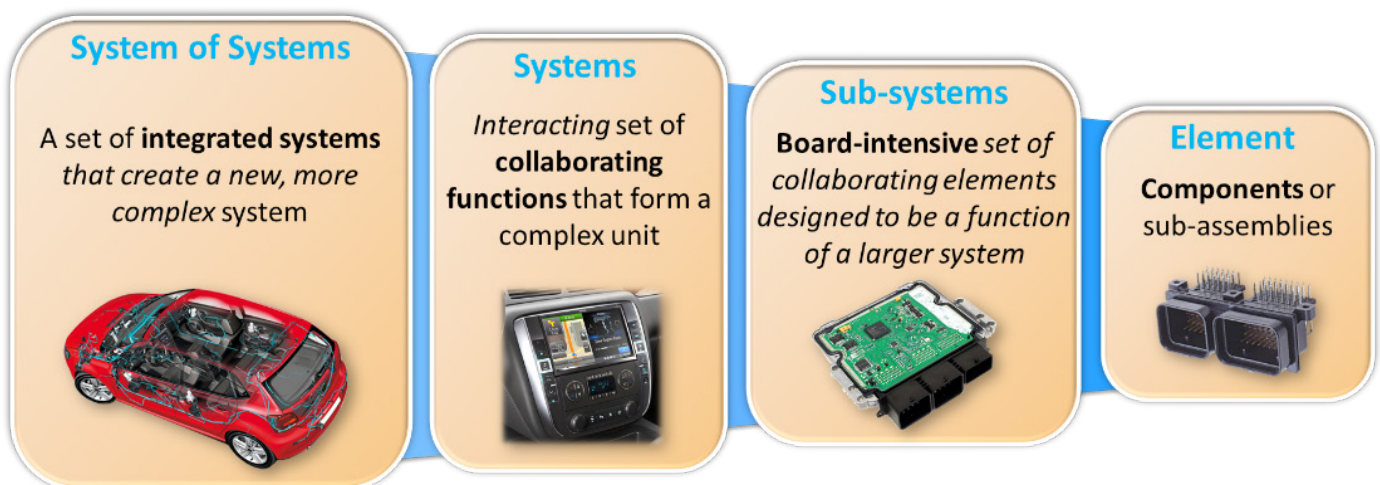 System of Systems
A set of integrated systems
that create a new, more
complex system
Systems
Interacting set of
collaborating
functions that form a
complex unit
Sub-systems
Board-intensive set of
collaborating elements
designed to be a function
of a larger system
Element
Components or
sub-assemblies